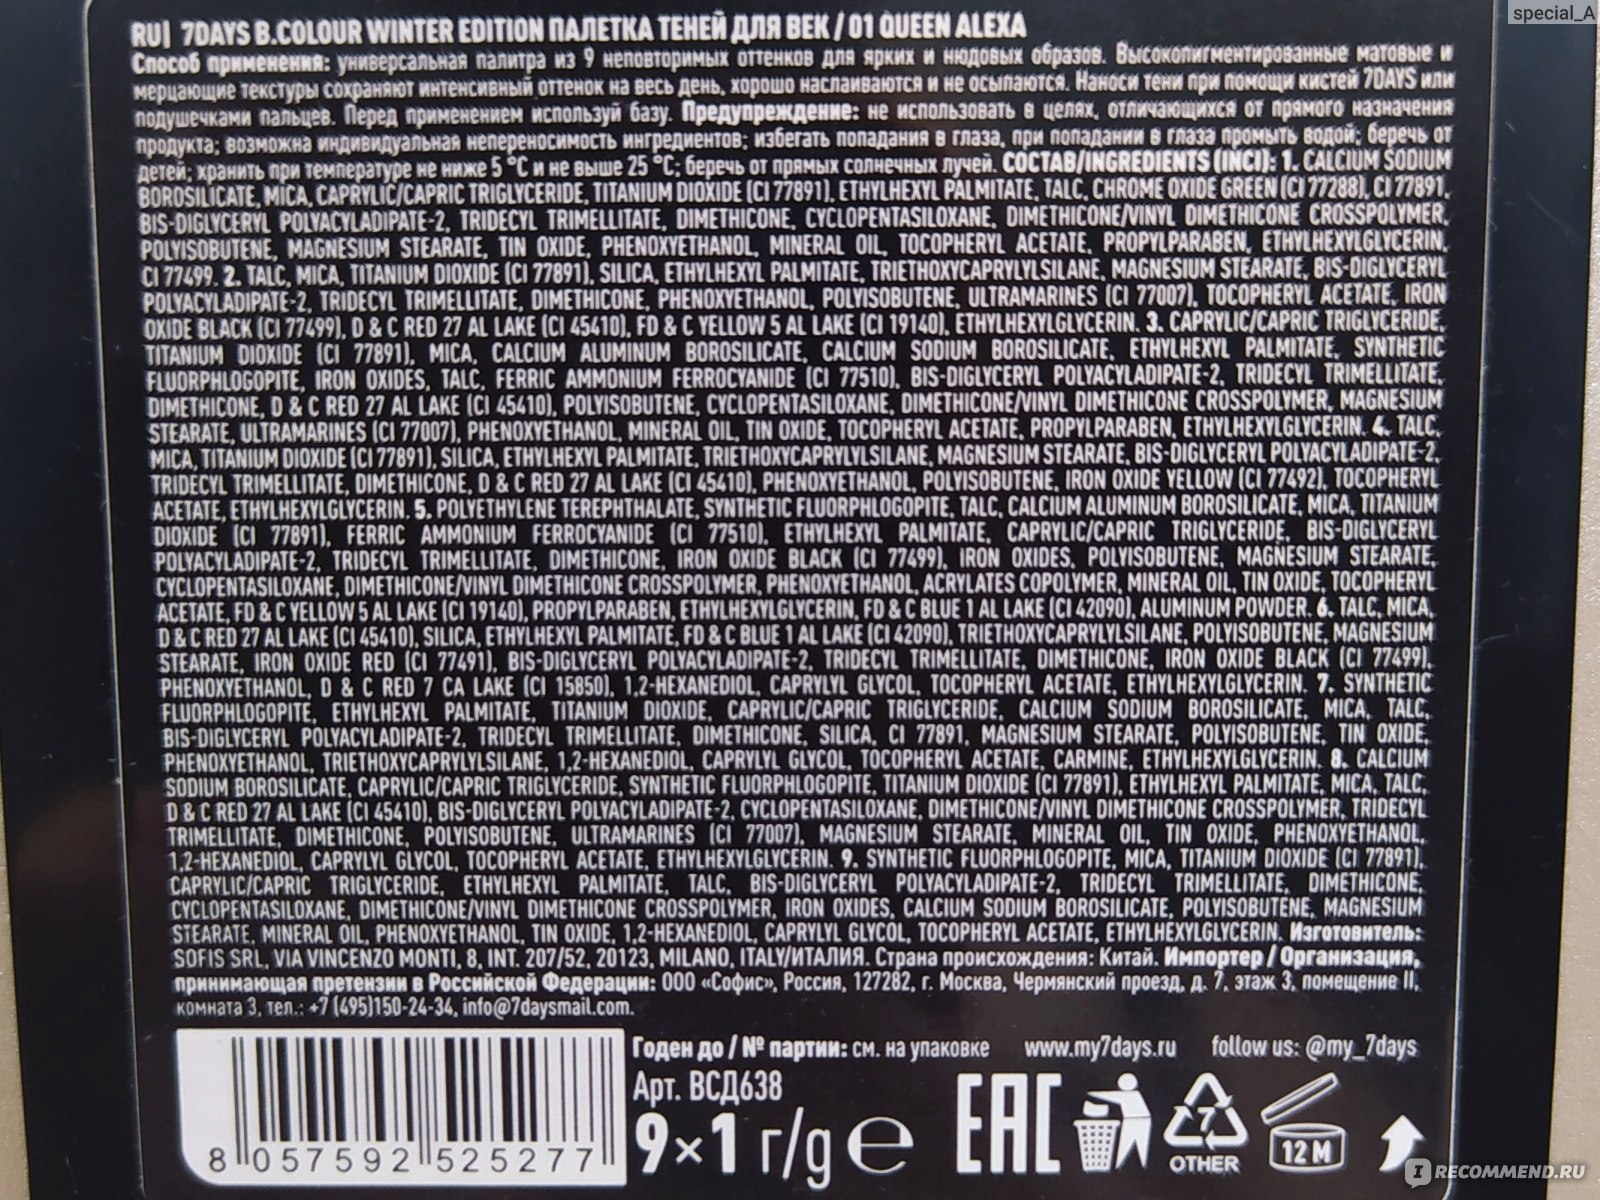 special_A
RU| 7DAYS B.COLOUR WINTER EDITION ПАЛЕТКА ТЕНЕЙ ДЛЯ ВЕК / 01 QUEEN ALEXA
Способ применения: универсальная палитра из 9 неповторимых оттенков для ярких и нюдовых образов. Высокопигментированные матовые и
мерцающие текстуры сохраняют интенсивный оттенок на весь день, хорошо наслаиваются и не осыпаются. Наноси тени при помощи кистей 7DAYS или
подушечками пальцев. Перед применением используй базу. Предупреждение: не использовать в целях, отличающихся от прямого назначения
продукта; возможна индивидуальная непереносимость ингредиентов; избегать попадания в глаза, при попадании в глаза промыть водой; беречь от
детей; хранить при температуре не ниже 5 °C и не выше 25 °C; беречь от прямых солнечных лучей. СОСТАВ/INGREDIENTS (INCI): 1. CALCIUM SODIUM
BOROSILICATE, MICA, CAPRYLIC/CAPRIC TRIGLYCERIDE, TITANIUM DIOXIDE (CI 77891), ETHYLHEXYL PALMITATE, TALC, CHROME OXIDE GREEN (CI 77288), CI 77891,
BIS-DIGLYCERYL POLYACYLADIPATE-2, TRIDECYL TRIMELLITATE, DIMETHICONE, CYCLOPENTASILOXANE, DIMETHICONE/VINYL DIMETHICONE CROSSPOLYMER,
POLYISOBUTENE, MAGNESIUM STEARATE, TIN OXIDE, PHENOXYETHANOL, MINERAL OIL, TOCOPHERYL ACETATE, PROPYLPARABEN, ETHYLHEXYLGLYCERIN,
CI 77499. 2. TALC, MICA, TITANIUM DIOXIDE (CI 77891), SILICA, ETHYLHEXYL PALMITATE, TRIETHOXYCAPRYLYLSILANE, MAGNESIUM STEARATE, BIS-DIGLYCERYL
POLYACYLADIPATE-2, TRIDECYL TRIMELLITATE, DIMETHICONE, PHENOXYETHANOL, POLYISOBUTENE, ULTRAMARINES (CI 77007), TOCOPHERYL ACETATE, IRON
OXIDE BLACK (CI 77499), D & C RED 27 AL LAKE (CI 45410), FD & C YELLOW 5 AL LAKE (CI 19140), ETHYLHEXYLGLYCERIN. 3. CAPRYLIC/CAPRIC TRIGLYCERIDE,
TITANIUM DIOXIDE (CI 77891), MICA, CALCIUM ALUMINUM BOROSILICATE, CALCIUM SODIUM BOROSILICATE, ETHYLHEXYL PALMITATE, SYNTHETIC
FLUORPHLOGOPITE, IRON OXIDES, TALC, FERRIC AMMONIUM FERROCYANIDE (CI 77510), BIS-DIGLYCERYL POLYACYLADIPATE-2, TRIDECYL TRIMELLITATE,
DIMETHICONE, D & C RED 27 AL LAKE (CI 45410), POLYISOBUTENE, CYCLOPENTASILOXANE, DIMETHICONE/VINYL DIMETHICONE CROSSPOLYMER, MAGNESIUM
STEARATE, ULTRAMARINES (CI 77007), PHENOXYETHANOL, MINERAL OIL, TIN OXIDE, TOCOPHERYL ACETATE, PROPYLPARABEN, ETHYLHEXYLGLYCERIN. 4. TALC,
MICA, TITANIUM DIOXIDE (CI 77891), SILICA, ETHYLHEXYL PALMITATE, TRIETHOXYCAPRYLYLSILANE, MAGNESIUM STEARATE, BIS-DIGLYCERYL POLYACYLADIPATE-2,
TRIDECYL TRIMELLITATE, DIMETHICONE, D & C RED 27 AL LAKE (CI 45410), PHENOXYETHANOL, POLYISOBUTENE, IRON OXIDE YELLOW (CI 77492), TOCOPHERYL
ACETATE, ETHYLHEXYLGLYCERIN. 5. POLYETHYLENE TEREPHTHALATE, SYNTHETIC FLUORPHLOGOPITE, TALC, CALCIUM ALUMINUM BOROSILICATE, MICA, TITANIUM
DIOXIDE (CI 77891), FERRIC AMMONIUM FERROCYANIDE (CI 77510), ETHYLHEXYL PALMITATE, CAPRYLIC/CAPRIC TRIGLYCERIDE, BIS-DIGLYCERYL
POLYACYLADIPATE-2, TRIDECYL TRIMELLITATE, DIMETHICONE, IRON OXIDE BLACK (CI 77499), IRON OXIDES, POLYISOBUTENE, MAGNESIUM STEARATE,
CYCLOPENTASILOXANE, DIMETHICONE/VINYL DIMETHICONE CROSSPOLYMER, PHENOXYETHANOL, ACRYLATES COPOLYMER, MINERAL OIL, TIN OXIDE, TOCOPHERYL
ACETATE, FD & C YELLOW 5 AL LAKE (CI 19140), PROPYLPARABEN, ETHYLHEXYLGLYCERIN, FD & C BLUE 1 AL LAKE (CI 42090), ALUMINUM POWDER. 6. TALC, MICA,
D & C RED 27 AL LAKE (CI 45410), SILICA, ETHYLHEXYL PALMITATE, FD & C BLUE 1 AL LAKE (CI 42090), TRIETHOXYCAPRYLYLSILANE, POLYISOBUTENE, MAGNESIUM
STEARATE, IRON OXIDE RED (CI 77491), BIS-DIGLYCERYL POLYACYLADIPATE-2, TRIDECYL TRIMELLITATE, DIMETHICONE, IRON OXIDE BLACK (CI 77499),
PHENOXYETHANOL, D & C RED 7 CA LAKE (CI 15850), 1,2-HEXANEDIOL, CAPRYLYL GLYCOL, TOCOPHERYL ACETATE, ETHYLHEXYLGLYCERIN. 7. SYNTHETIC
FLUORPHLOGOPITE, ETHYLHEXYL PALMITATE, TITANIUM DIOXIDE, CAPRYLIC/CAPRIC TRIGLYCERIDE, CALCIUM SODIUM BOROSILICATE, MICA, TALC,
BIS-DIGLYCERYL POLYACYLADIPATE-2, TRIDECYL TRIMELLITATE, DIMETHICONE, SILICA, CI 77891, MAGNESIUM STEARATE, POLYISOBUTENE, TIN OXIDE,
PHENOXYETHANOL, TRIETHOXYCAPRYLYLSILANE, 1,2-HEXANEDIOL, CAPRYLYL GLYCOL, TOCOPHERYL ACETATE, CARMINE, ETHYLHEXYLGLYCERIN. 8. CALCIUM
SODIUM BOROSILICATE, CAPRYLIC/CAPRIC TRIGLYCERIDE, SYNTHETIC FLUORPHLOGOPITE, TITANIUM DIOXIDE (CI 77891), ETHYLHEXYL PALMITATE, MICA, TALC,
D & C RED 27 AL LAKE (CI 45410), BIS-DIGLYCERYL POLYACYLADIPATE-2, CYCLOPENTASILOXANE, DIMETHICONE/VINYL DIMETHICONE CROSSPOLYMER, TRIDECYL
TRIMELLITATE, DIMETHICONE, POLYISOBUTENE, ULTRAMARINES (CI 77007), MAGNESIUM STEARATE, MINERAL OIL, TIN OXIDE, PHENOXYETHANOL,
1,2-HEXANEDIOL, CAPRYLYL GLYCOL, TOCOPHERYL ACETATE, ETHYLHEXYLGLYCERIN. 9. SYNTHETIC FLUORPHLOGOPITE, MICA, TITANIUM DIOXIDE (CI 77891),
CAPRYLIC/CAPRIC TRIGLYCERIDE, ETHYLHEXYL PALMITATE, TALC, BIS-DIGLYCERYL POLYACYLADIPATE-2, TRIDECYL TRIMELLITATE, DIMETHICONE,
CYCLOPENTASILOXANE, DIMETHICONE/VINYL DIMETHICONE CROSSPOLYMER, IRON OXIDES, CALCIUM SODIUM BOROSILICATE, POLYISOBUTENE, MAGNESIUM
STEARATE, MINERAL OIL, PHENOXYETHANOL, TIN OXIDE, 1,2-HEXANEDIOL, CAPRYLYL GLYCOL, TOCOPHERYL ACETATE, ETHYLHEXYLGLYCERIN. Изготовитель:
SOFIS SRL, VIA VINCENZO MONTI, 8, INT. 207/52, 20123, MILANO, ITALY/ИТАЛИЯ. Страна происхождения: Китай. Импортер / Организация,
принимающая претензии в Российской Федерации: ООО «Софис», Россия, 127282, г. Москва, Чермянский проезд, д. 7, этаж 3, помещение II,
комната 3, тел.: +7 (495)150-24-34, info@7daysmail.com.
Годен до / № партии: см. на упаковке www.my7days.ru follow us: @my_7days
Арт. ВСД638
9×1 г/g e
EAC
7
OTHER
12 M
8 057592 525277
IRECOMMEND.RU